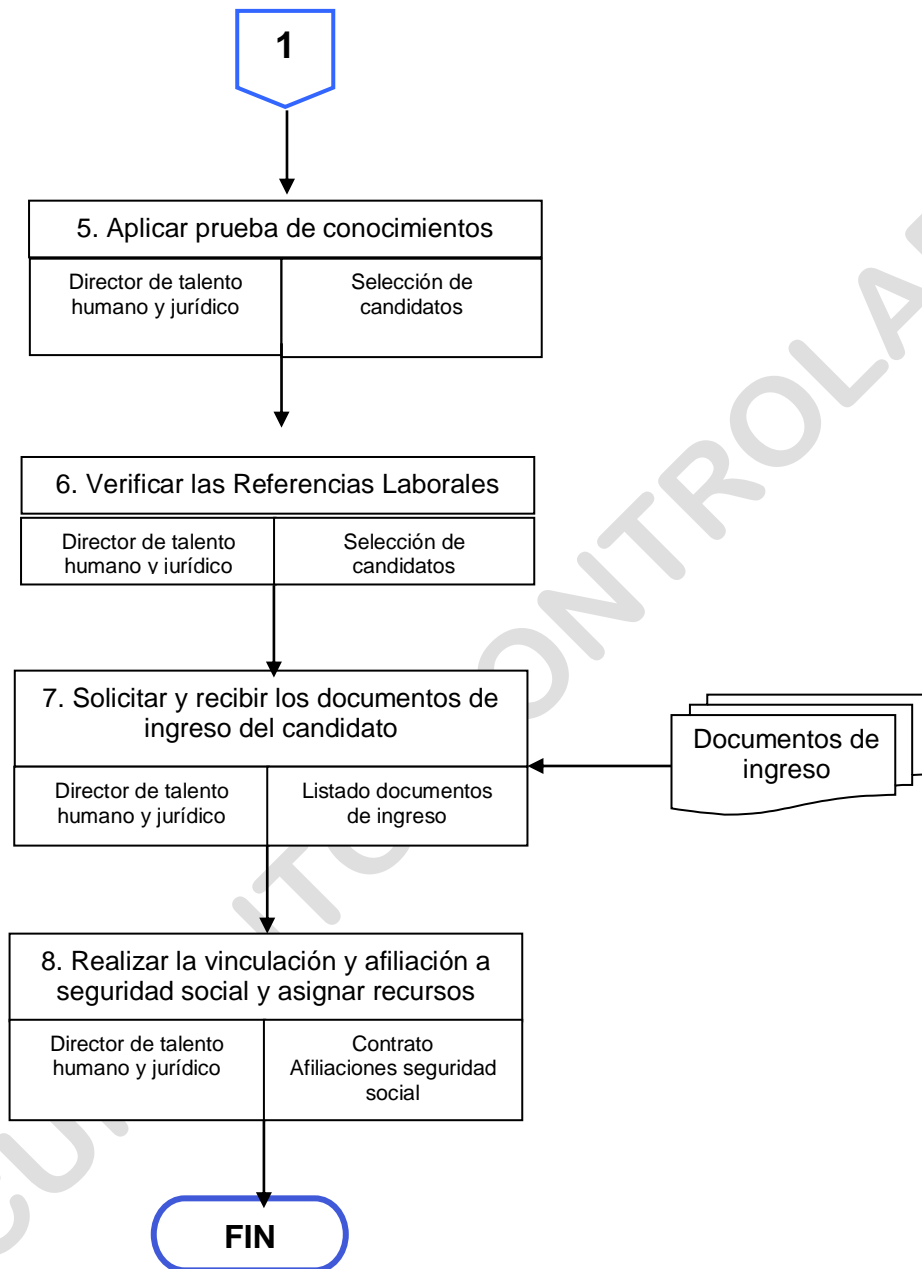 1
5. Aplicar prueba de conocimientos
Director de talento
humano y jurídico
Selección de
candidatos
6. Verificar las Referencias Laborales
Director de talento
humano y jurídico
Selección de
candidatos
7. Solicitar y recibir los documentos de
ingreso del candidato
Director de talento
humano y jurídico
Listado documentos
de ingreso
Documentos de
ingreso
8. Realizar la vinculación y afiliación a
seguridad social y asignar recursos
Director de talento
humano y jurídico
Contrato
Afiliaciones seguridad
social
FIN